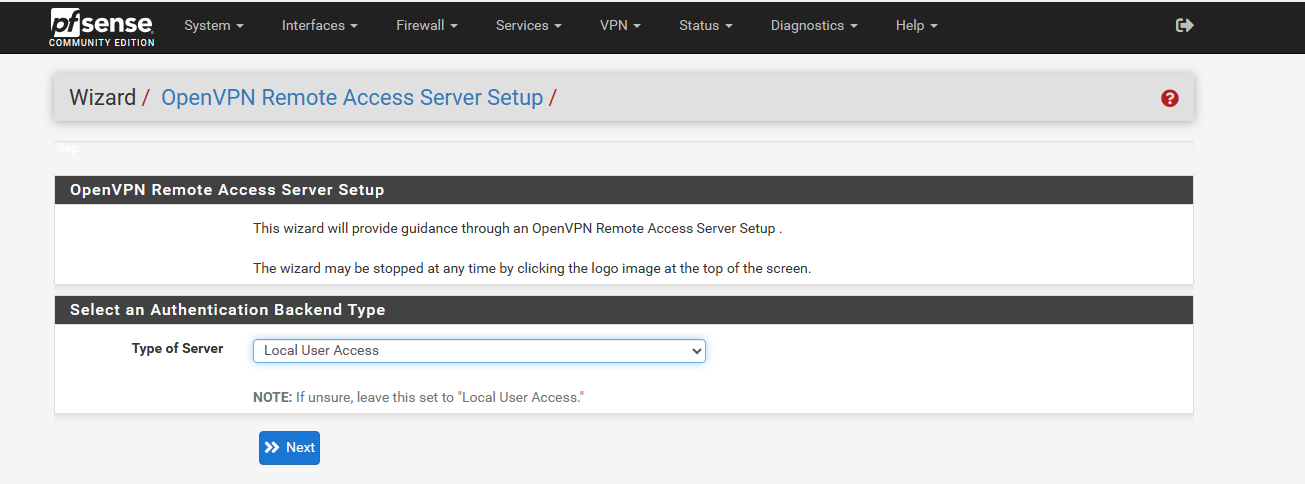 pfsense
COMMUNITY EDITION
System Interfaces Firewall Services VPN Status Diagnostics Help
Wizard / OpenVPN Remote Access Server Setup /
?
Step
OpenVPN Remote Access Server Setup
This wizard will provide guidance through an OpenVPN Remote Access Server Setup .
The wizard may be stopped at any time by clicking the logo image at the top of the screen.
Select an Authentication Backend Type
Type of Server Local User Access
NOTE: If unsure, leave this set to "Local User Access."
Next